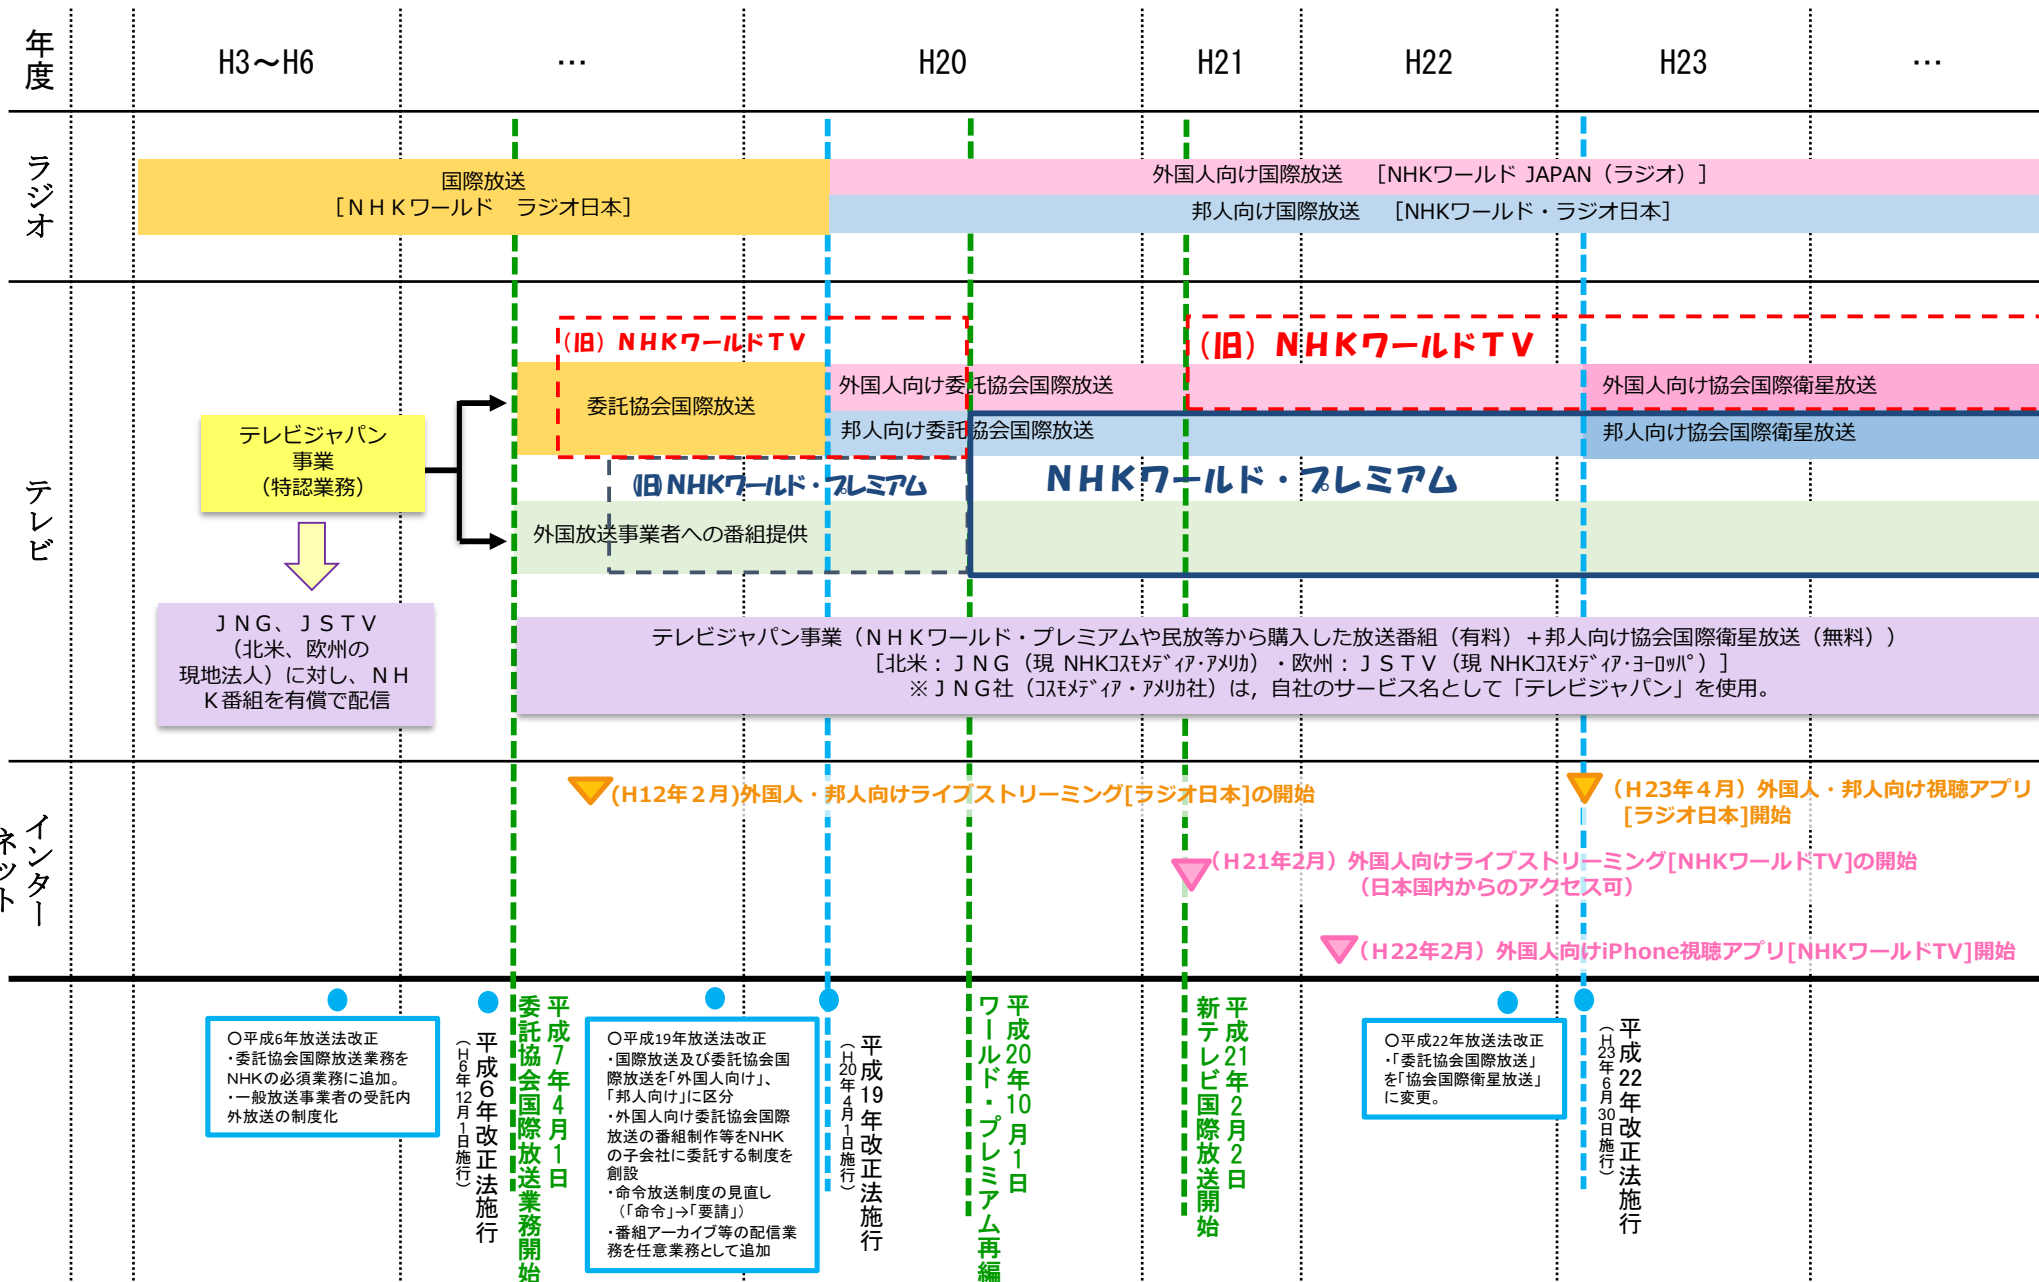 年度
H3～H6
…
H20
H21
H22
H23
…
ラジオ
国際放送
［ＮＨＫワールド　ラジオ日本］
外国人向け国際放送　［NHKワールド JAPAN（ラジオ）］
邦人向け国際放送　［NHKワールド・ラジオ日本］
テレビ
（旧）ＮＨＫワールドＴＶ
（旧）ＮＨＫワールドＴＶ
委託協会国際放送
外国人向け委託協会国際放送
外国人向け協会国際衛星放送
邦人向け委託協会国際放送
邦人向け協会国際衛星放送
テレビジャパン
事業
（特認業務）
(旧)NHKワールド・プレミアム
ＮＨＫワールド・プレミアム
外国放送事業者への番組提供
ＪＮＧ、ＪＳＴＶ
（北米、欧州の
現地法人）に対し、ＮＨ
Ｋ番組を有償で配信
テレビジャパン事業（ＮＨＫワールド・プレミアムや民放等から購入した放送番組（有料）＋邦人向け協会国際衛星放送（無料））
［北米：ＪＮＧ（現 NHKｺｽﾓﾒﾃﾞｨｱ･ｱﾒﾘｶ）・欧州：ＪＳＴＶ（現 NHKｺｽﾓﾒﾃﾞｨｱ･ﾖｰﾛｯﾊﾟ）］
※ＪＮＧ社（ｺｽﾓﾒﾃﾞｨｱ・ｱﾒﾘｶ社）は，自社のサービス名として「テレビジャパン」を使用。
インター
ネット
(H12年２月)外国人・邦人向けライブストリーミング[ラジオ日本]の開始
（H23年４月）外国人・邦人向け視聴アプリ
[ラジオ日本]開始
（H21年2月）外国人向けライブストリーミング[NHKワールドTV]の開始
（日本国内からのアクセス可）
（H22年2月）外国人向けiPhone視聴アプリ[NHKワールドTV]開始
○平成6年放送法改正
・委託協会国際放送業務を
NHKの必須業務に追加。
・一般放送事業者の受託内
外放送の制度化
平成６年改正法施行
（Ｈ６年12月１日施行）
平成７年４月１日
委託協会国際放送業務開始
○平成19年放送法改正
・国際放送及び委託協会国
際放送を「外国人向け」、
「邦人向け」に区分
・外国人向け委託協会国際
放送の番組制作等をNHK
の子会社に委託する制度を
創設
・命令放送制度の見直し
（「命令」→「要請」）
・番組アーカイブ等の配信業
務を任意業務として追加
平成19年改正法施行
（Ｈ20年４月１日施行）
平成20年10月１日
ワールド・プレミアム再編
平成21年２月２日
新テレビ国際放送開始
○平成22年放送法改正
・「委託協会国際放送」
を「協会国際衛星放送」
に変更。
平成22年改正法施行
（Ｈ23年６月30日施行）